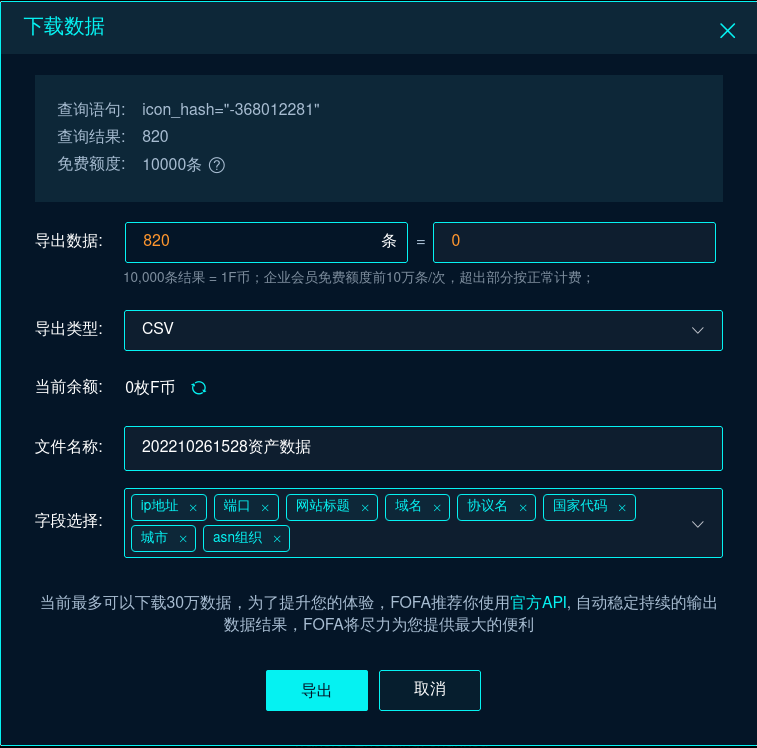 下载数据
查询语句: icon_hash="-368012281"
查询结果: 820
免费额度: 10000条 ?
导出数据: 820 条 = 0
10,000条结果 = 1F币；企业会员免费额度前10万条/次，超出部分按正常计费；
导出类型: CSV
当前余额: 0枚F币
文件名称: 202210261528资产数据
字段选择: ip地址 × 端口 × 网站标题 × 域名 × 协议名 × 国家代码 ×
城市 × asn组织 ×
当前最多可以下载30万数据，为了提升您的体验，FOFA推荐你使用官方API, 自动稳定持续的输出
数据结果，FOFA将尽力为您提供最大的便利
导出 取消